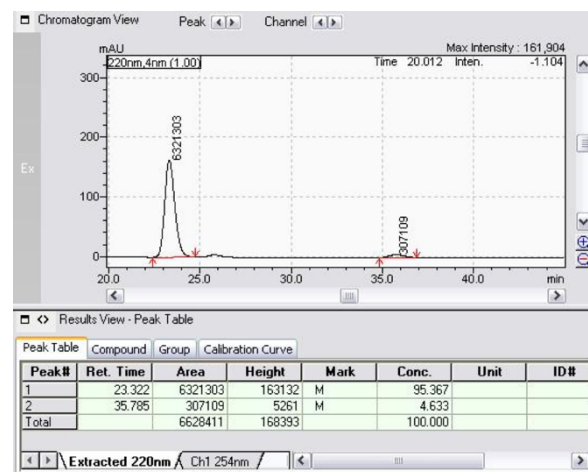 Chromatogram View Peak Channel
mAU
Max Intensity : 161,904
220nm,4nm (1.00) Time 20.012 Inten. -1.104
300
200
100
0
6321303
307109
Ex
20.0 25.0 30.0 35.0 40.0 min
Results View - Peak Table
Peak Table Compound Group Calibration Curve
Peak# Ret. Time Area Height Mark Conc. Unit ID#
1 23.322 6321303 163132 M 95.367
2 35.785 307109 5261 M 4.633
Total 6628411 168393 100.000
Extracted 220nm Ch1 254nm